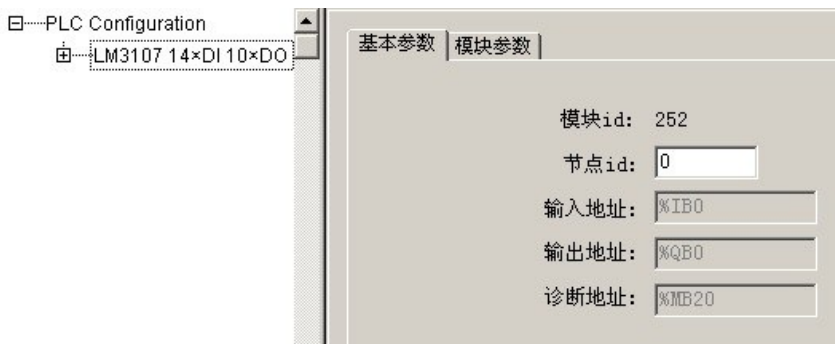 PLC Configuration
LM3107 14×DI 10×DO
基本参数 模块参数
模块id: 252
节点id: 0
输入地址: %IB0
输出地址: %QB0
诊断地址: %MB20